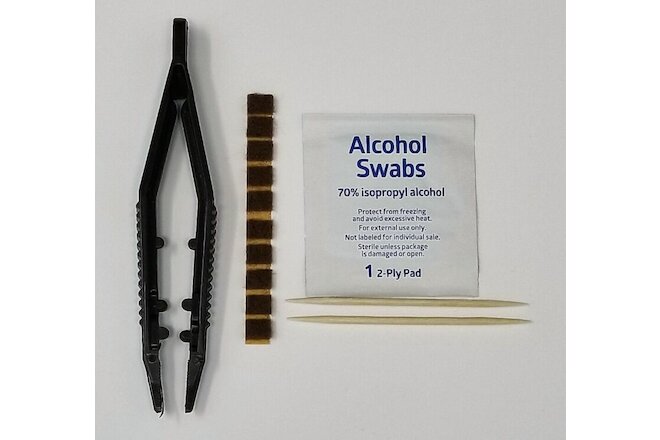 Alcohol
Swabs
70% isopropyl alcohol
Protect from freezing
and avoid excessive heat.
For external use only.
Not labeled for individual sale.
Sterile unless package
is damaged or open.
1 2-Ply Pad